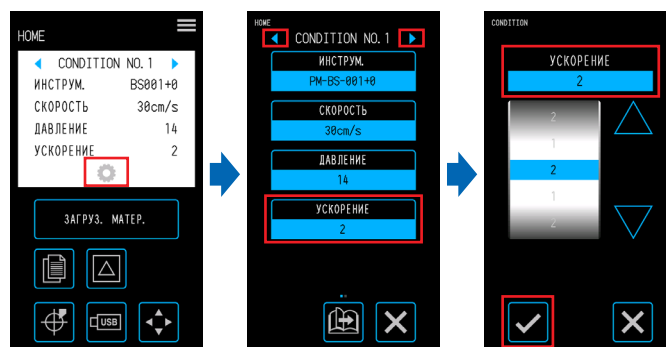 HOME
CONDITION NO. 1
ИНСТРУМ. BS001+0
СКОРОСТЬ 30cm/s
ДАВЛЕНИЕ 14
УСКОРЕНИЕ 2
ЗАГРУЗ. МАТЕР.
USB
HOME
CONDITION NO. 1
ИНСТРУМ.
PM-BS-001+0
СКОРОСТЬ
30cm/s
ДАВЛЕНИЕ
14
УСКОРЕНИЕ
2
CONDITION
УСКОРЕНИЕ
2
2
1
2
1
2